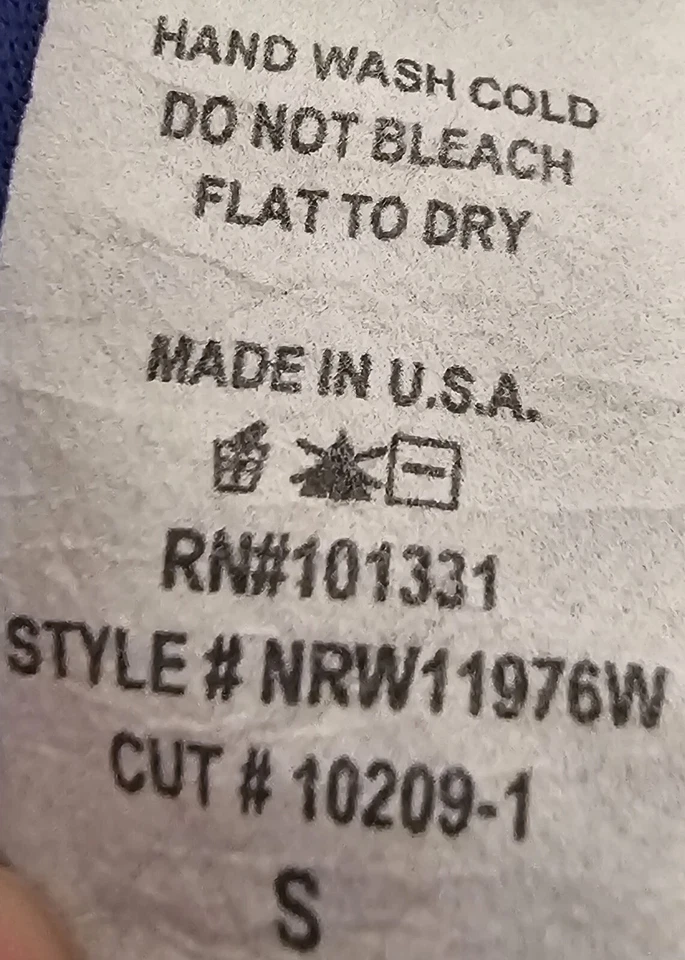 HAND WASH COLD
DO NOT BLEACH
FLAT TO DRY
MADE IN U.S.A.
RN#101331
STYLE # NRW11976W
CUT # 10209-1
S